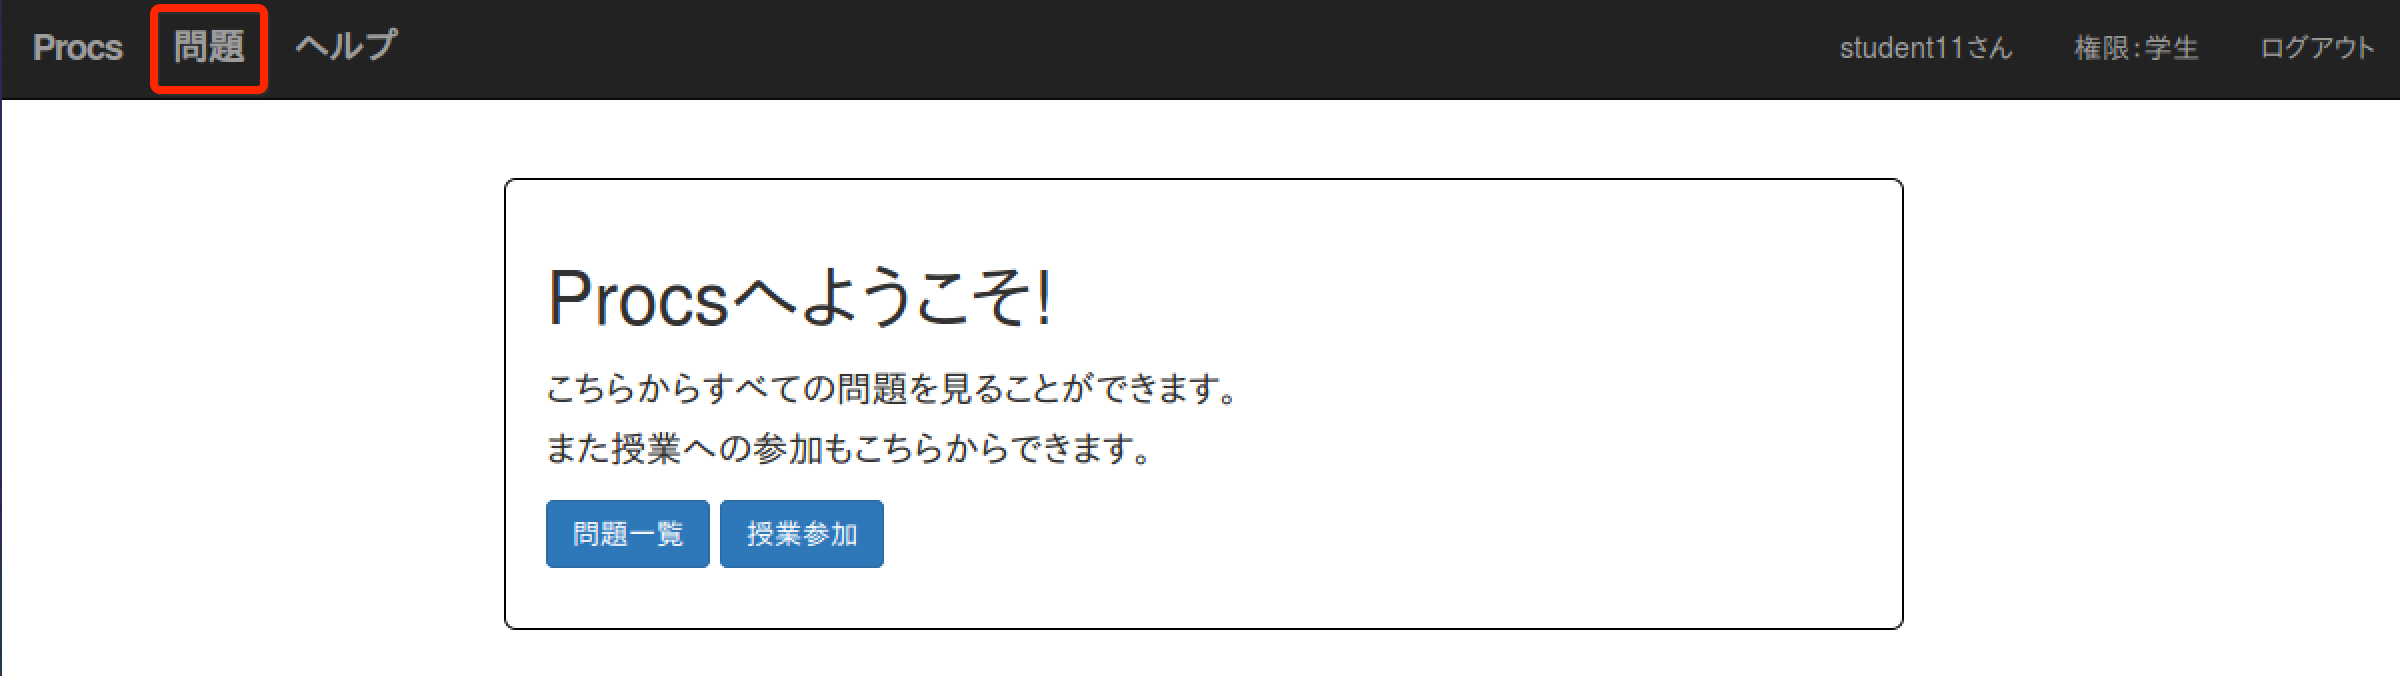 Procs 問題 ヘルプ student11さん 権限:学生 ログアウト
Procsへようこそ!
こちらからすべての問題を見ることができます。
また授業への参加もこちらからできます。
問題一覧 授業参加